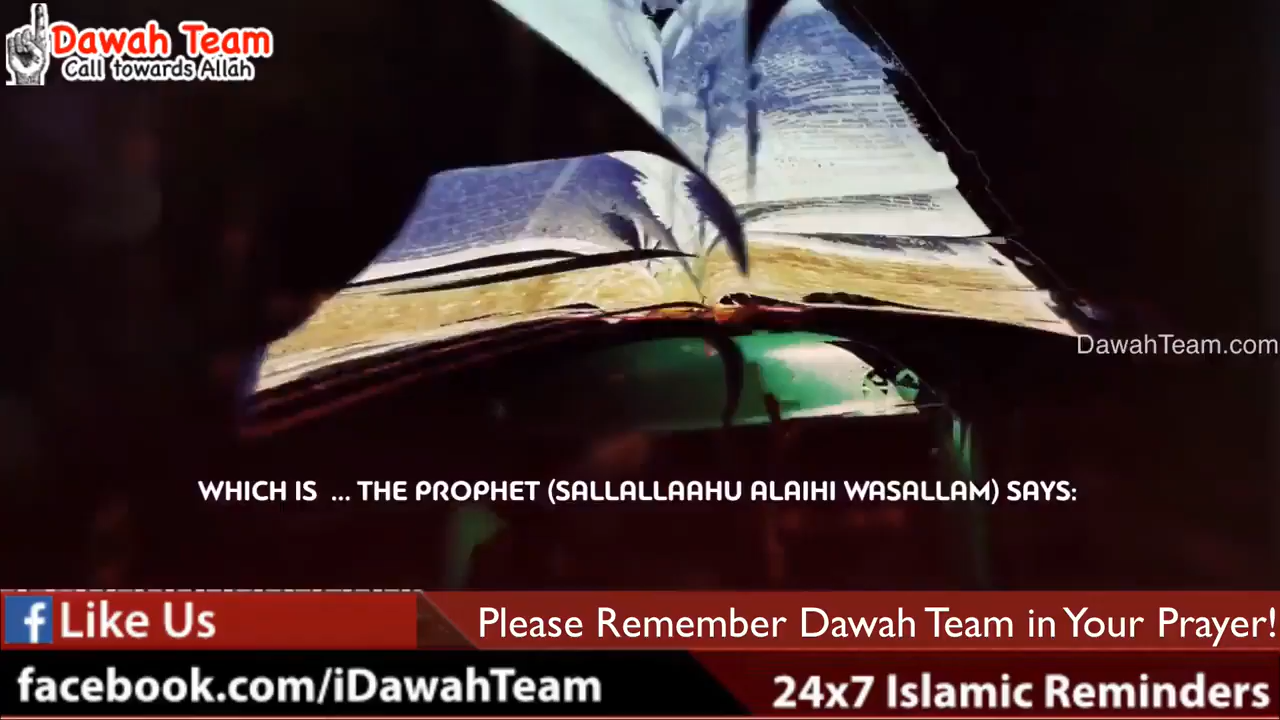 Dawah Team
Call towards Allah
DawahTeam.com
WHICH IS ... THE PROPHET (SALLALLAAHU ALAIHI WASALLAM) SAYS:
f Like Us
Please Remember Dawah Team in Your Prayer!
facebook.com/iDawahTeam
24x7 Islamic Reminders